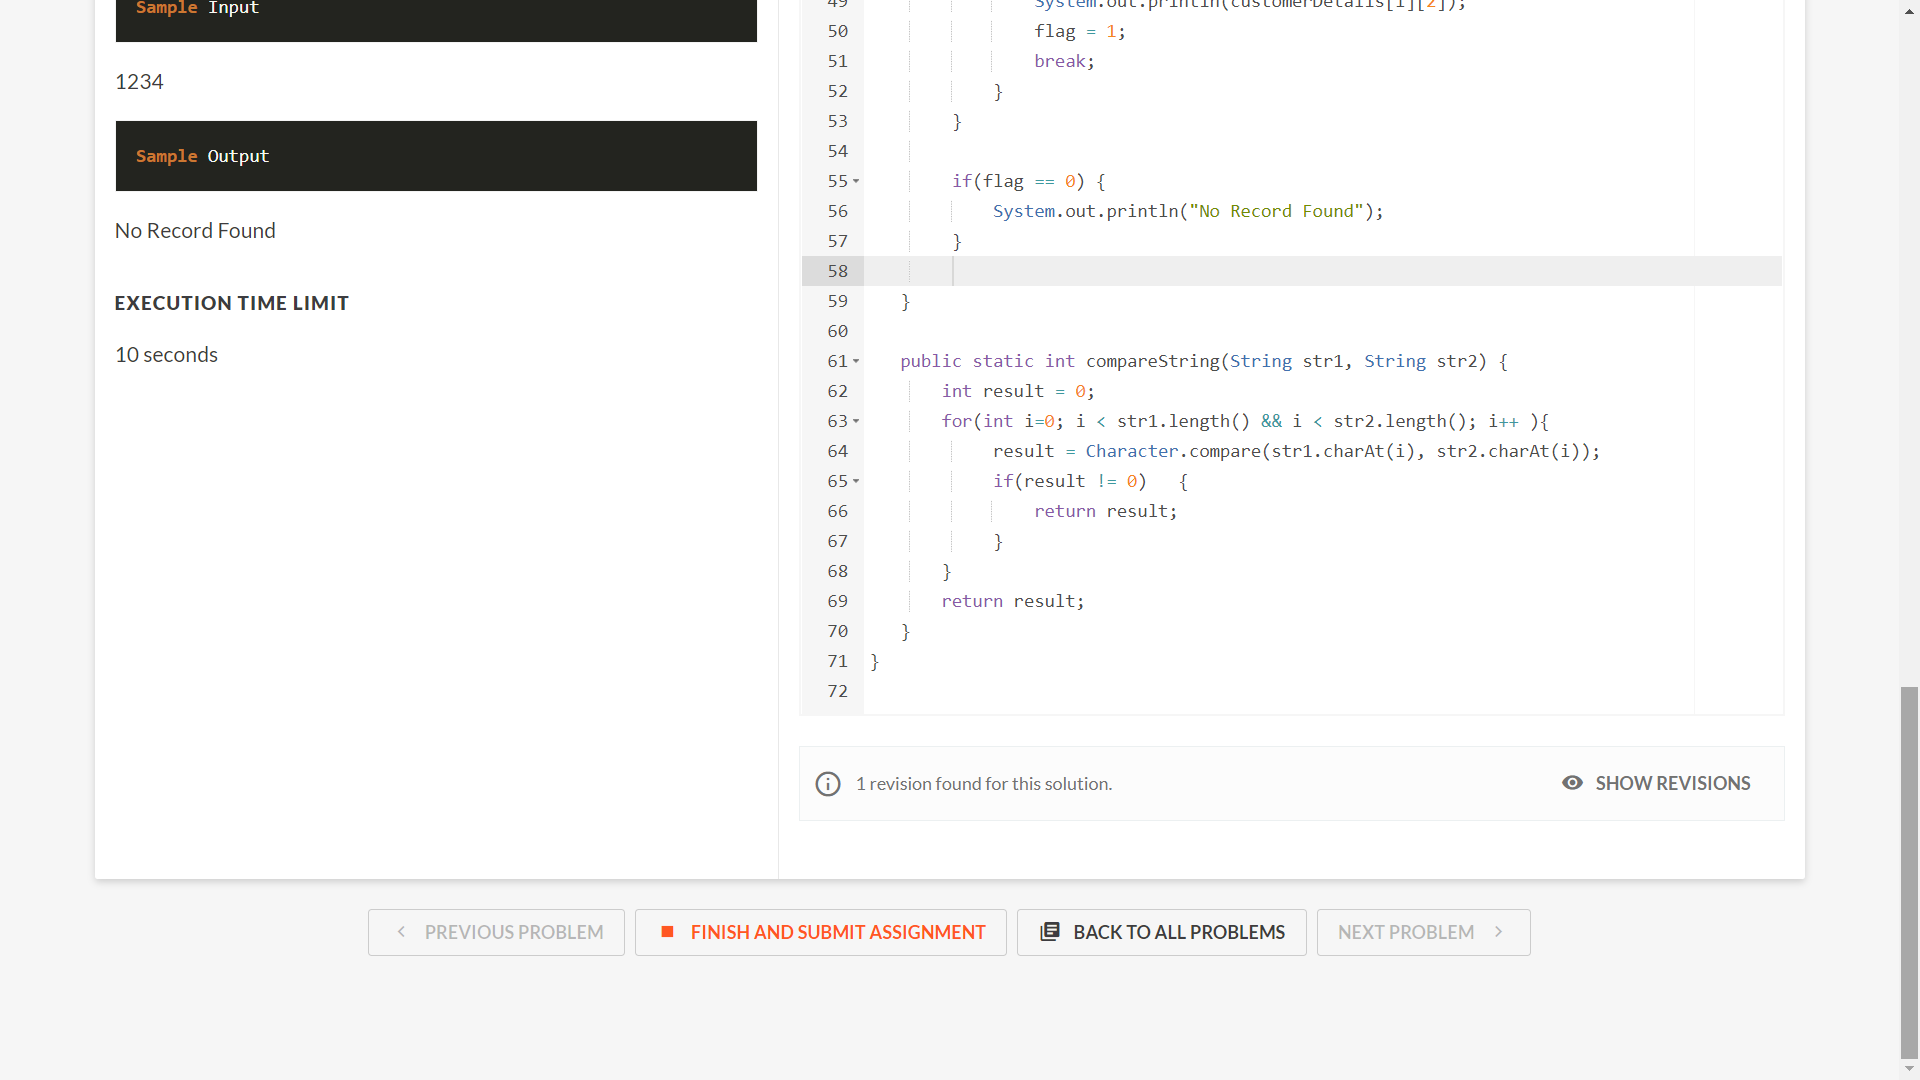 Sample Input
1234
Sample Output
No Record Found
EXECUTION TIME LIMIT
10 seconds
49 System.out.println(customerDetails[i][2]);
50 flag = 1;
51 break;
52 }
53 }
54
55 if(flag == 0) {
56 System.out.println("No Record Found");
57 }
58
59 }
60
61 public static int compareString(String str1, String str2) {
62 int result = 0;
63 for(int i=0; i < str1.length() && i < str2.length(); i++ ){
64 result = Character.compare(str1.charAt(i), str2.charAt(i));
65 if(result != 0)   {
66 return result;
67 }
68 }
69 return result;
70 }
71 }
72
1 revision found for this solution.
SHOW REVISIONS
PREVIOUS PROBLEM
FINISH AND SUBMIT ASSIGNMENT
BACK TO ALL PROBLEMS
NEXT PROBLEM